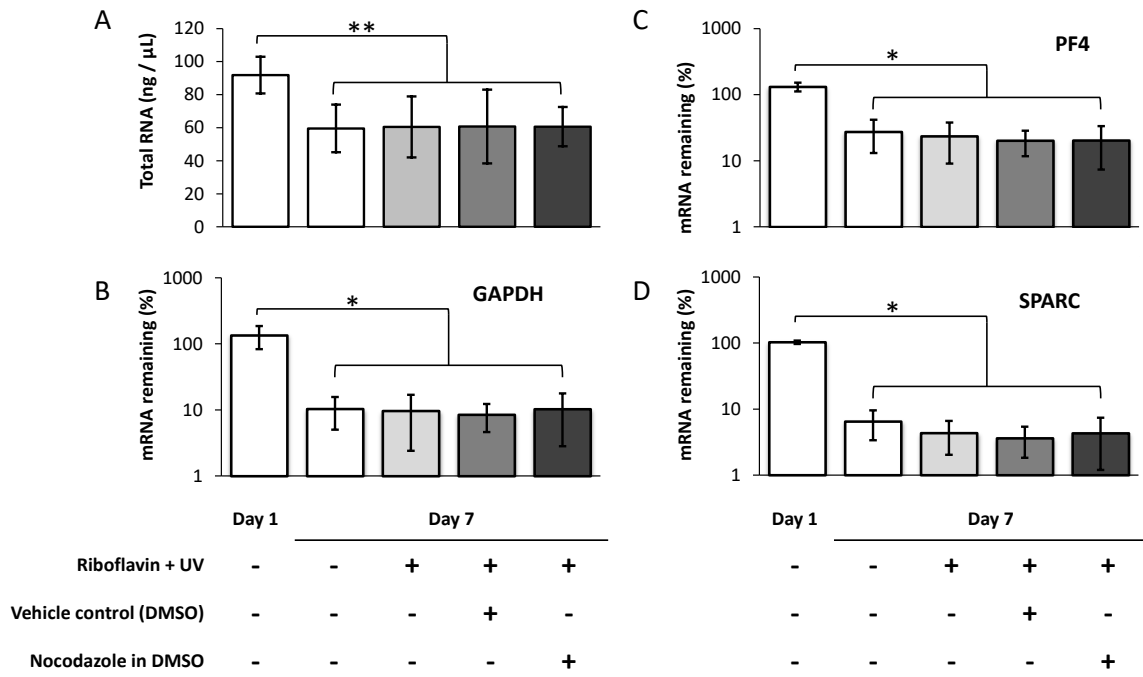 A
Total RNA (ng / μL)
120
100
80
60
40
20
0
**
C
mRNA remaining (%)
1000
100
10
1
PF4
*
B
mRNA remaining (%)
1000
100
10
1
GAPDH
*
D
mRNA remaining (%)
1000
100
10
1
SPARC
*
Day 1 Day 7 Day 1 Day 7
Riboflavin + UV - - + + + - - + + +
Vehicle control (DMSO) - - - + - - - - + -
Nocodazole in DMSO - - - - + - - - - +